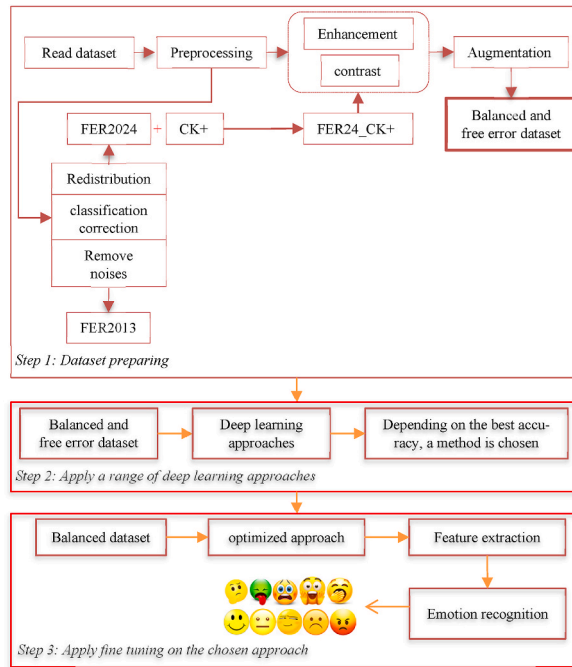 Read dataset
Preprocessing
Enhancement
contrast
Augmentation
Balanced and
free error dataset
FER2024
+
CK+
FER24_CK+
Redistribution
classification
correction
Remove
noises
FER2013
Step 1: Dataset preparing
Balanced and
free error dataset
Deep learning
approaches
Depending on the best accu-
racy, a method is chosen
Step 2: Apply a range of deep learning approaches
Balanced dataset
optimized approach
Feature extraction
Emotion recognition
Step 3: Apply fine tuning on the chosen approach